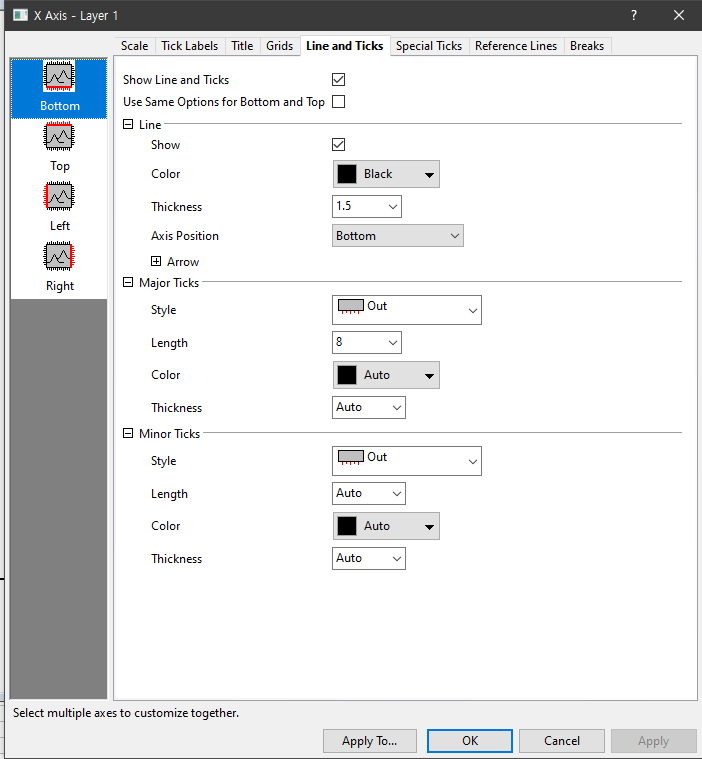 X Axis - Layer 1
?
Scale Tick Labels Title Grids Line and Ticks Special Ticks Reference Lines Breaks
Bottom
Top
Left
Right
Show Line and Ticks
Use Same Options for Bottom and Top
Line
Show
Color Black
Thickness 1.5
Axis Position Bottom
Arrow
Major Ticks
Style Out
Length 8
Color Auto
Thickness Auto
Minor Ticks
Style Out
Length Auto
Color Auto
Thickness Auto
Select multiple axes to customize together.
Apply To... OK Cancel Apply